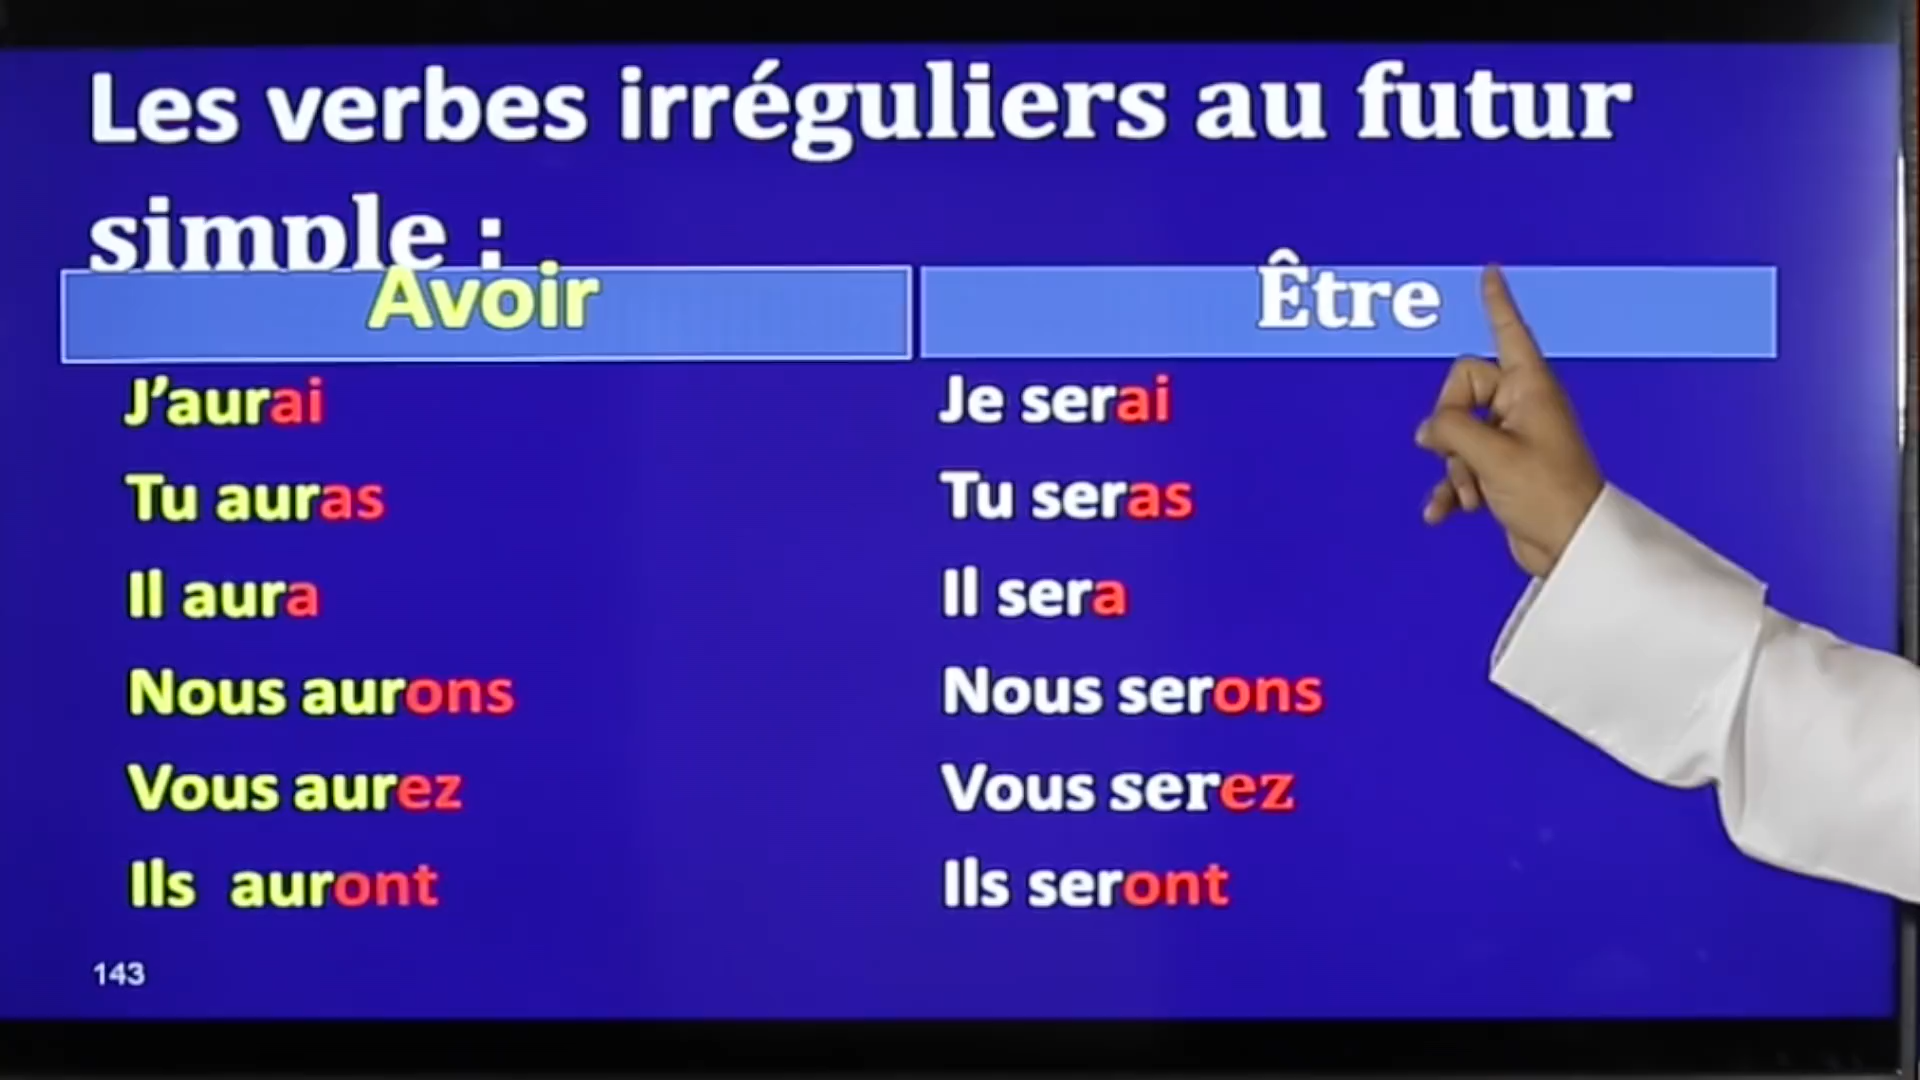 Les verbes irréguliers au futur
simple :
Avoir
Être
J’aurai
Je serai
Tu auras
Tu seras
Il aura
Il sera
Nous aurons
Nous serons
Vous aurez
Vous serez
Ils auront
Ils seront
143